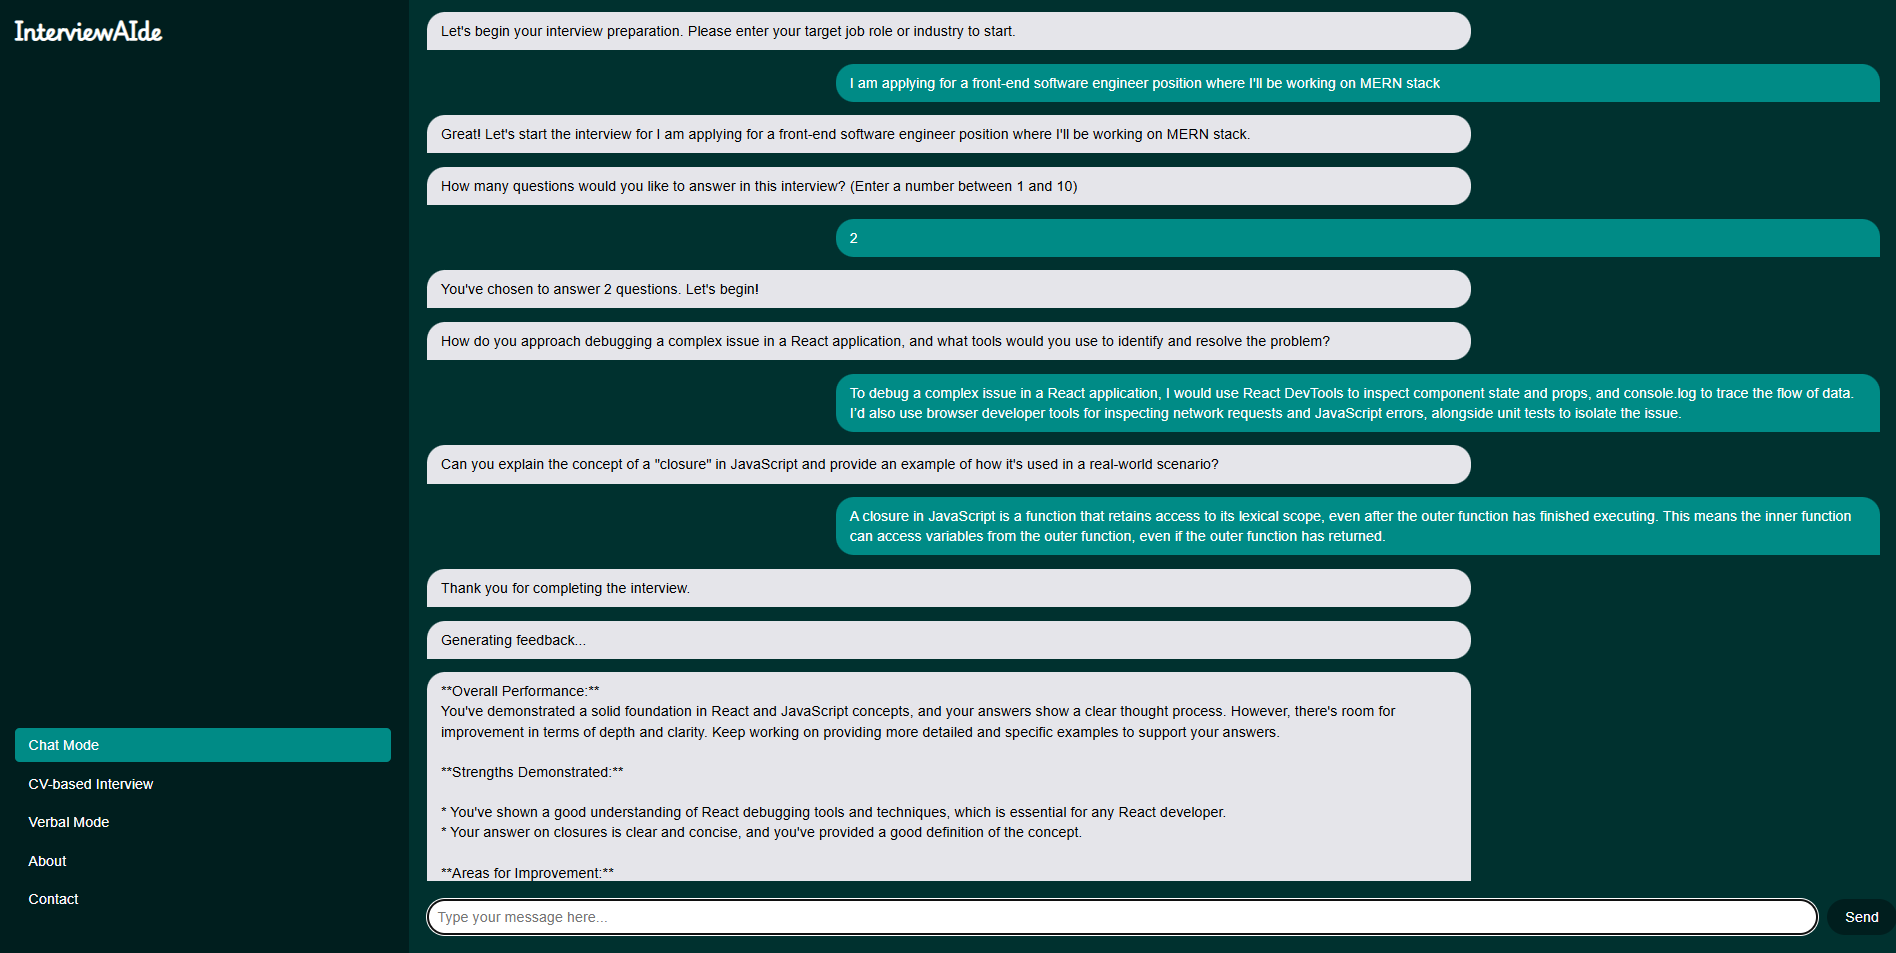 InterviewAIde
Chat Mode
CV-based Interview
Verbal Mode
About
Contact
Let's begin your interview preparation. Please enter your target job role or industry to start.
I am applying for a front-end software engineer position where I'll be working on MERN stack
Great! Let's start the interview for I am applying for a front-end software engineer position where I'll be working on MERN stack.
How many questions would you like to answer in this interview? (Enter a number between 1 and 10)
2
You've chosen to answer 2 questions. Let's begin!
How do you approach debugging a complex issue in a React application, and what tools would you use to identify and resolve the problem?
To debug a complex issue in a React application, I would use React DevTools to inspect component state and props, and console.log to trace the flow of data.
I'd also use browser developer tools for inspecting network requests and JavaScript errors, alongside unit tests to isolate the issue.
Can you explain the concept of a "closure" in JavaScript and provide an example of how it's used in a real-world scenario?
A closure in JavaScript is a function that retains access to its lexical scope, even after the outer function has finished executing. This means the inner function
can access variables from the outer function, even if the outer function has returned.
Thank you for completing the interview.
Generating feedback...
**Overall Performance:**
You've demonstrated a solid foundation in React and JavaScript concepts, and your answers show a clear thought process. However, there's room for
improvement in terms of depth and clarity. Keep working on providing more detailed and specific examples to support your answers.
**Strengths Demonstrated:**
* You've shown a good understanding of React debugging tools and techniques, which is essential for any React developer.
* Your answer on closures is clear and concise, and you've provided a good definition of the concept.
**Areas for Improvement:**
Type your message here...
Send